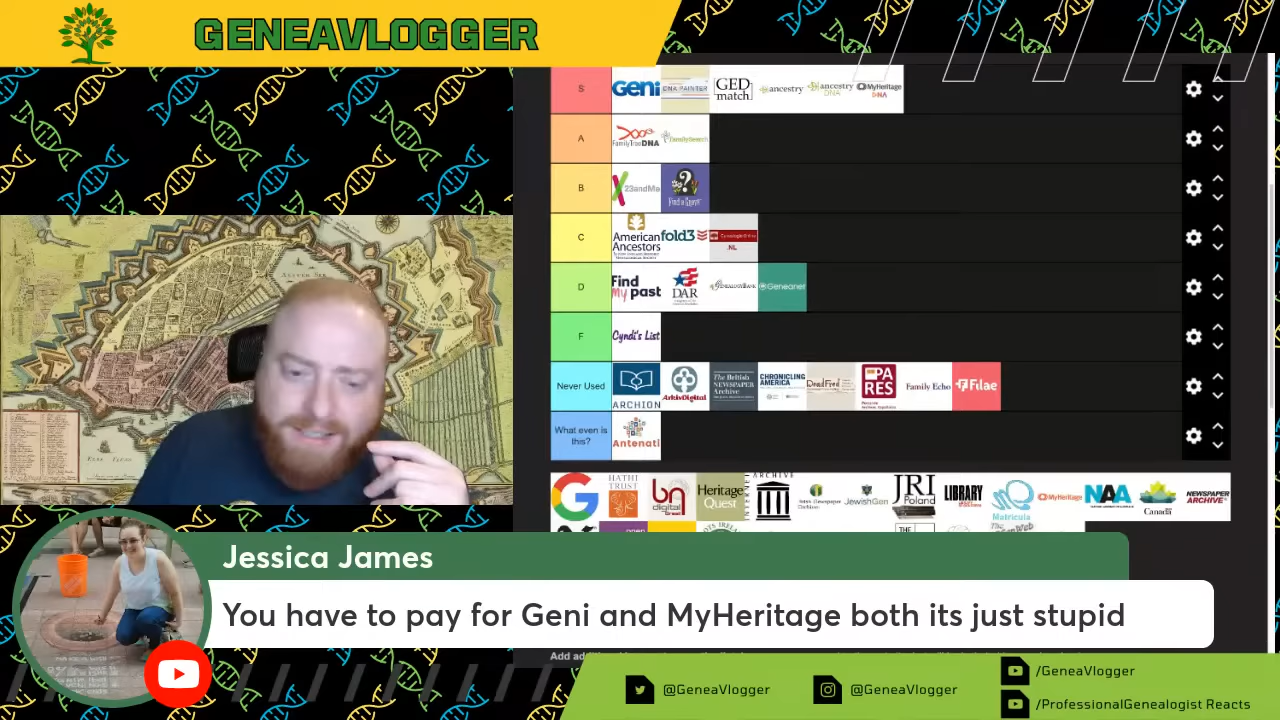 GENEAVLOGGER
S
Geni
DNA PAINTER
GED
match
ancestry
ancestry
DNA
MyHeritage
DNA
A
FamilyTreeDNA
FamilySearch
B
23andMe
Find a Grave
C
American
Ancestors
fold3
.NL
D
Find
My past
DAR
GENEALOGYBANK
Geneanet
F
Cyndi's List
Never Used
ARCHION
ArkivDigital
The British
NEWSPAPER
ARCHIVE
CHRONICLING
AMERICA
DeadFred
PA
RES
Family Echo
Filae
What even is
this?
Antenati
G
HATHI
TRUST
bn
digital
Heritage
Quest
ARCHIVE
JewishGen
JRI
Poland
LIBRARY
Matricula
MyHeritage
NAA
Canada
NEWSPAPER
ARCHIVE
Jessica James
You have to pay for Geni and MyHeritage both its just stupid
@GeneaVlogger
@GeneaVlogger
/GeneaVlogger
/ProfessionalGenealogist Reacts